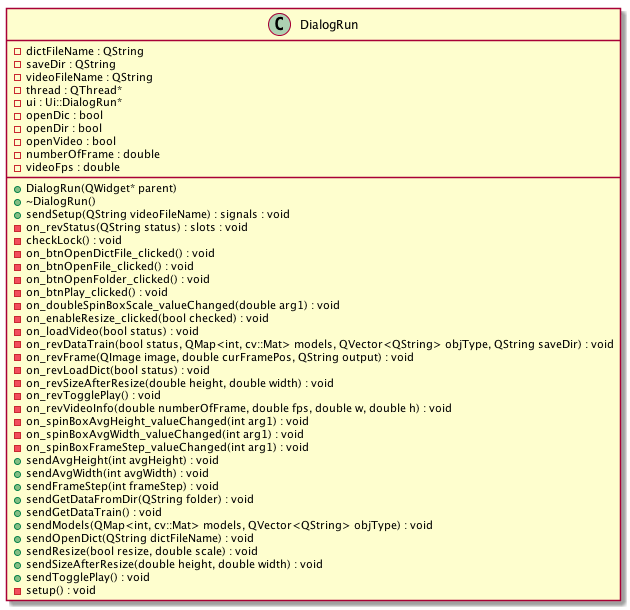 C DialogRun
dictFileName : QString
saveDir : QString
videoFileName : QString
thread : QThread*
ui : Ui::DialogRun*
openDic : bool
openDir : bool
openVideo : bool
numberOfFrame : double
videoFps : double
DialogRun(QWidget* parent)
~DialogRun()
sendSetup(QString videoFileName) : signals : void
on_revStatus(QString status) : slots : void
checkLock() : void
on_btnOpenDictFile_clicked() : void
on_btnOpenFile_clicked() : void
on_btnOpenFolder_clicked() : void
on_btnPlay_clicked() : void
on_doubleSpinBoxScale_valueChanged(double arg1) : void
on_enableResize_clicked(bool checked) : void
on_loadVideo(bool status) : void
on_revDataTrain(bool status, QMap<int, cv::Mat> models, QVector<QString> objType, QString saveDir) : void
on_revFrame(QImage image, double curFramePos, QString output) : void
on_revLoadDict(bool status) : void
on_revSizeAfterResize(double height, double width) : void
on_revTogglePlay() : void
on_revVideoInfo(double numberOfFrame, double fps, double w, double h) : void
on_spinBoxAvgHeight_valueChanged(int arg1) : void
on_spinBoxAvgWidth_valueChanged(int arg1) : void
on_spinBoxFrameStep_valueChanged(int arg1) : void
sendAvgHeight(int avgHeight) : void
sendAvgWidth(int avgWidth) : void
sendFrameStep(int frameStep) : void
sendGetDataFromDir(QString folder) : void
sendGetDataTrain() : void
sendModels(QMap<int, cv::Mat> models, QVector<QString> objType) : void
sendOpenDict(QString dictFileName) : void
sendResize(bool resize, double scale) : void
sendSizeAfterResize(double height, double width) : void
sendTogglePlay() : void
setup() : void